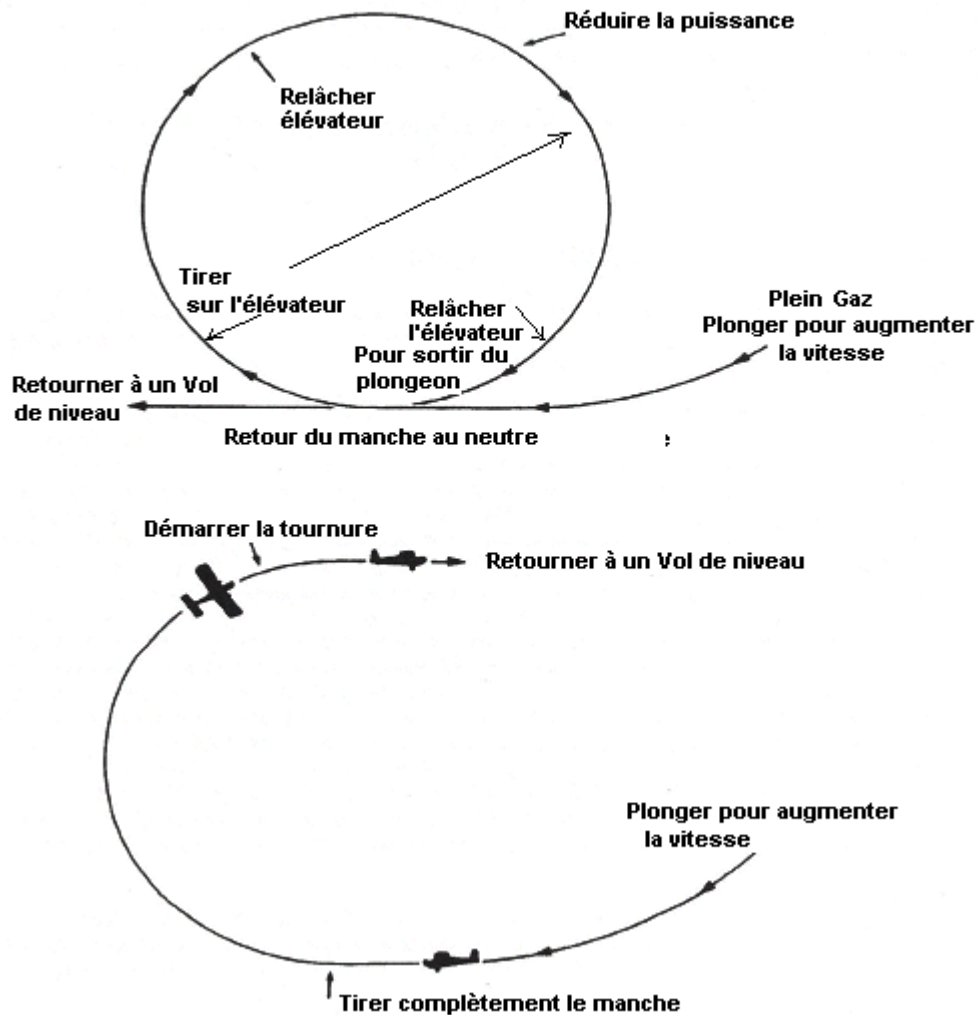 Réduire la puissance
Relâcher
élévateur
Tirer
sur l'élévateur
Relâcher
l'élévateur
Pour sortir du
plongeon
Plein Gaz
Plonger pour augmenter
la vitesse
Retourner à un Vol
de niveau
Retour du manche au neutre
Démarrer la tournure
Retourner à un Vol de niveau
Plonger pour augmenter
la vitesse
Tirer complètement le manche